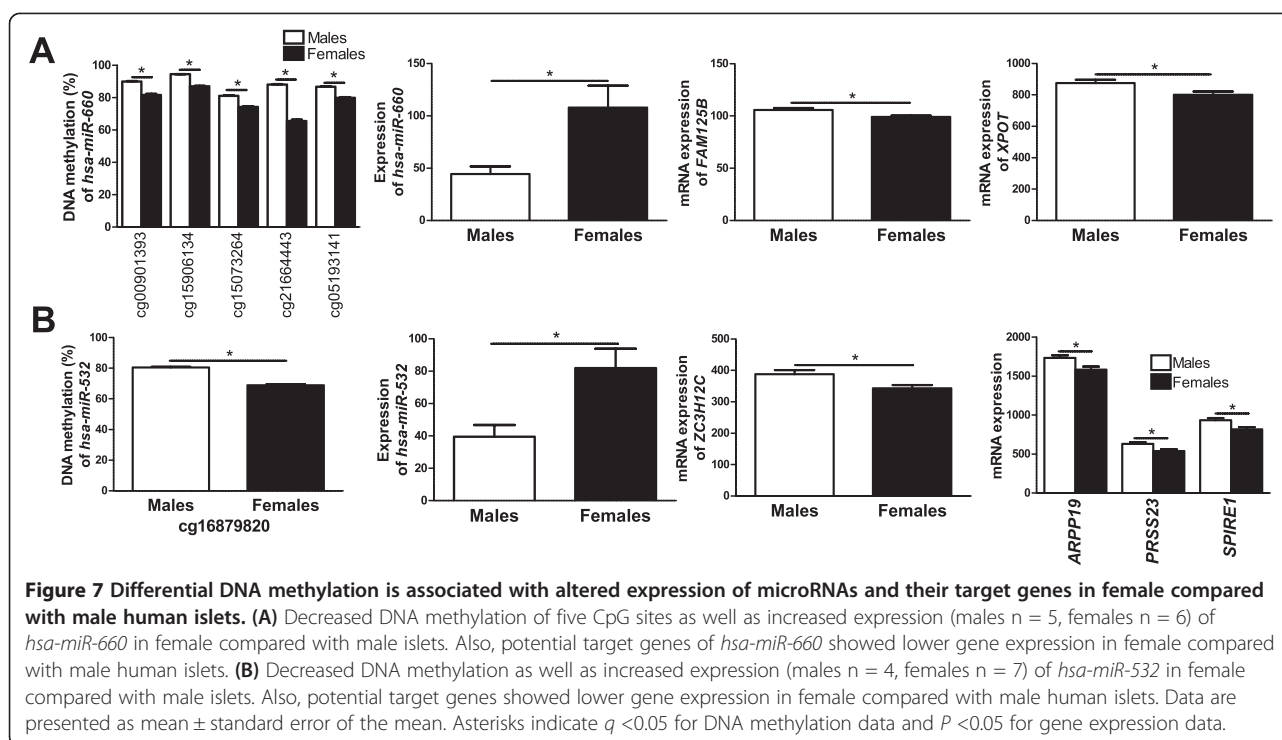 A
Males
Females
DNA methylation (%)
of hsa-miR-660
100
80
60
40
20
0
* * * * *
cg00901393
cg15906134
cg15073264
cg21664443
cg05193141
Expression
of hsa-miR-660
150
100
50
0
*
Males Females
mRNA expression
of FAM125B
150
100
50
0
*
Males Females
mRNA expression
of XPOT
1000
800
600
400
200
0
*
Males Females
B
DNA methylation (%)
of hsa-miR-532
100
80
60
40
20
0
*
Males Females
cg16879820
Expression
of hsa-miR-532
100
80
60
40
20
0
*
Males Females
mRNA expression
of ZC3H12C
500
400
300
200
100
0
*
Males Females
mRNA expression
2000
1500
1000
500
0
Males
Females
* * *
ARPP19
PRSS23
SPIRE1
Figure 7 Differential DNA methylation is associated with altered expression of microRNAs and their target genes in female compared
with male human islets. (A) Decreased DNA methylation of five CpG sites as well as increased expression (males n = 5, females n = 6) of
hsa-miR-660 in female compared with male islets. Also, potential target genes of hsa-miR-660 showed lower gene expression in female compared
with male human islets. (B) Decreased DNA methylation as well as increased expression (males n = 4, females n = 7) of hsa-miR-532 in female
compared with male islets. Also, potential target genes showed lower gene expression in female compared with male human islets. Data are
presented as mean ± standard error of the mean. Asterisks indicate q <0.05 for DNA methylation data and P <0.05 for gene expression data.